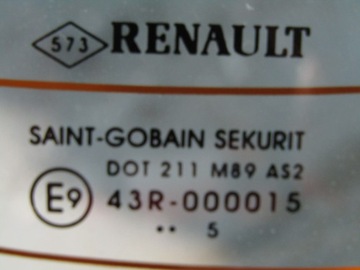 573 RENAULT
SAINT-GOBAIN SEKURIT
DOT 211 M89 AS2
E9 43R-000015
•• 5